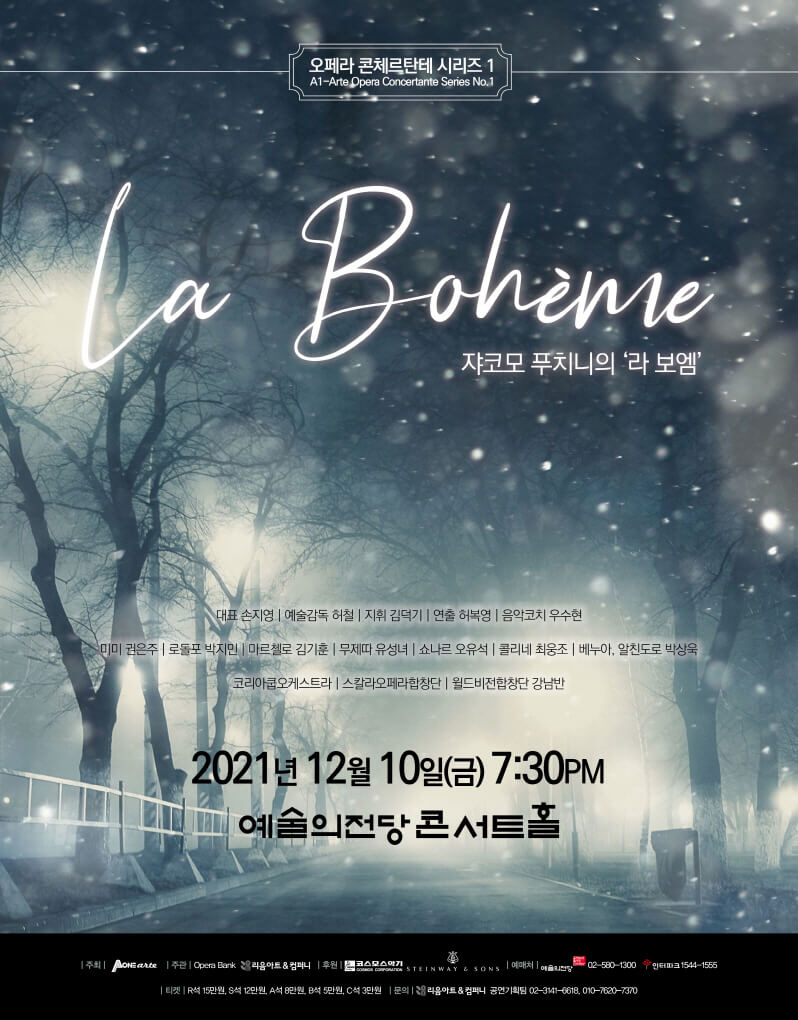 오페라 콘체르탄테 시리즈 1
A1-Arte Opera Concertante Series No.1
La Bohème
쟈코모 푸치니의 ‘라 보엠’
대표 손지영 | 예술감독 허철 | 지휘 김덕기 | 연출 허복영 | 음악코치 우수현
미미 권은주 | 로돌포 박지민 | 마르첼로 김기훈 | 무제따 유성녀 | 쇼나르 오유석 | 콜리네 최웅조 | 베누아, 알친도로 박상욱
코리아쿱오케스트라 | 스칼라오페라합창단 | 월드비전합창단 강남반
2021년 12월 10일(금) 7:30PM
예술의전당 콘서트홀
| 주최 | AONE arte | 주관 | Opera Bank 리음아트&컴퍼니 | 후원 | 코스모스악기 COSMOS CORPORATION STEINWAY & SONS | 예매처 | 예술의전당 02-580-1300 인터파크 1544-1555
| 티켓 | R석 15만원, S석 12만원, A석 8만원, B석 5만원, C석 3만원 | 문의 | 리음아트&컴퍼니 공연기획팀 02-3141-6618, 010-7620-7370